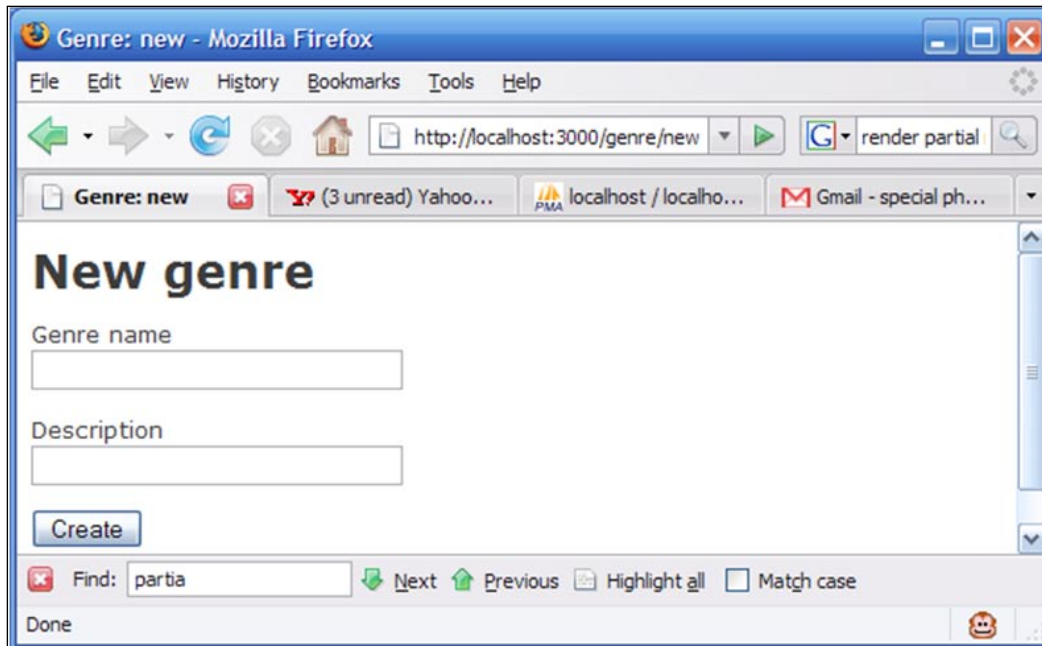 Genre: new - Mozilla Firefox
File Edit View History Bookmarks Tools Help
http://localhost:3000/genre/new G render partial
Genre: new Y! (3 unread) Yahoo... PMA localhost / localho... Gmail - special ph...
New genre
Genre name
Description
Create
Find: partia Next Previous Highlight all Match case
Done